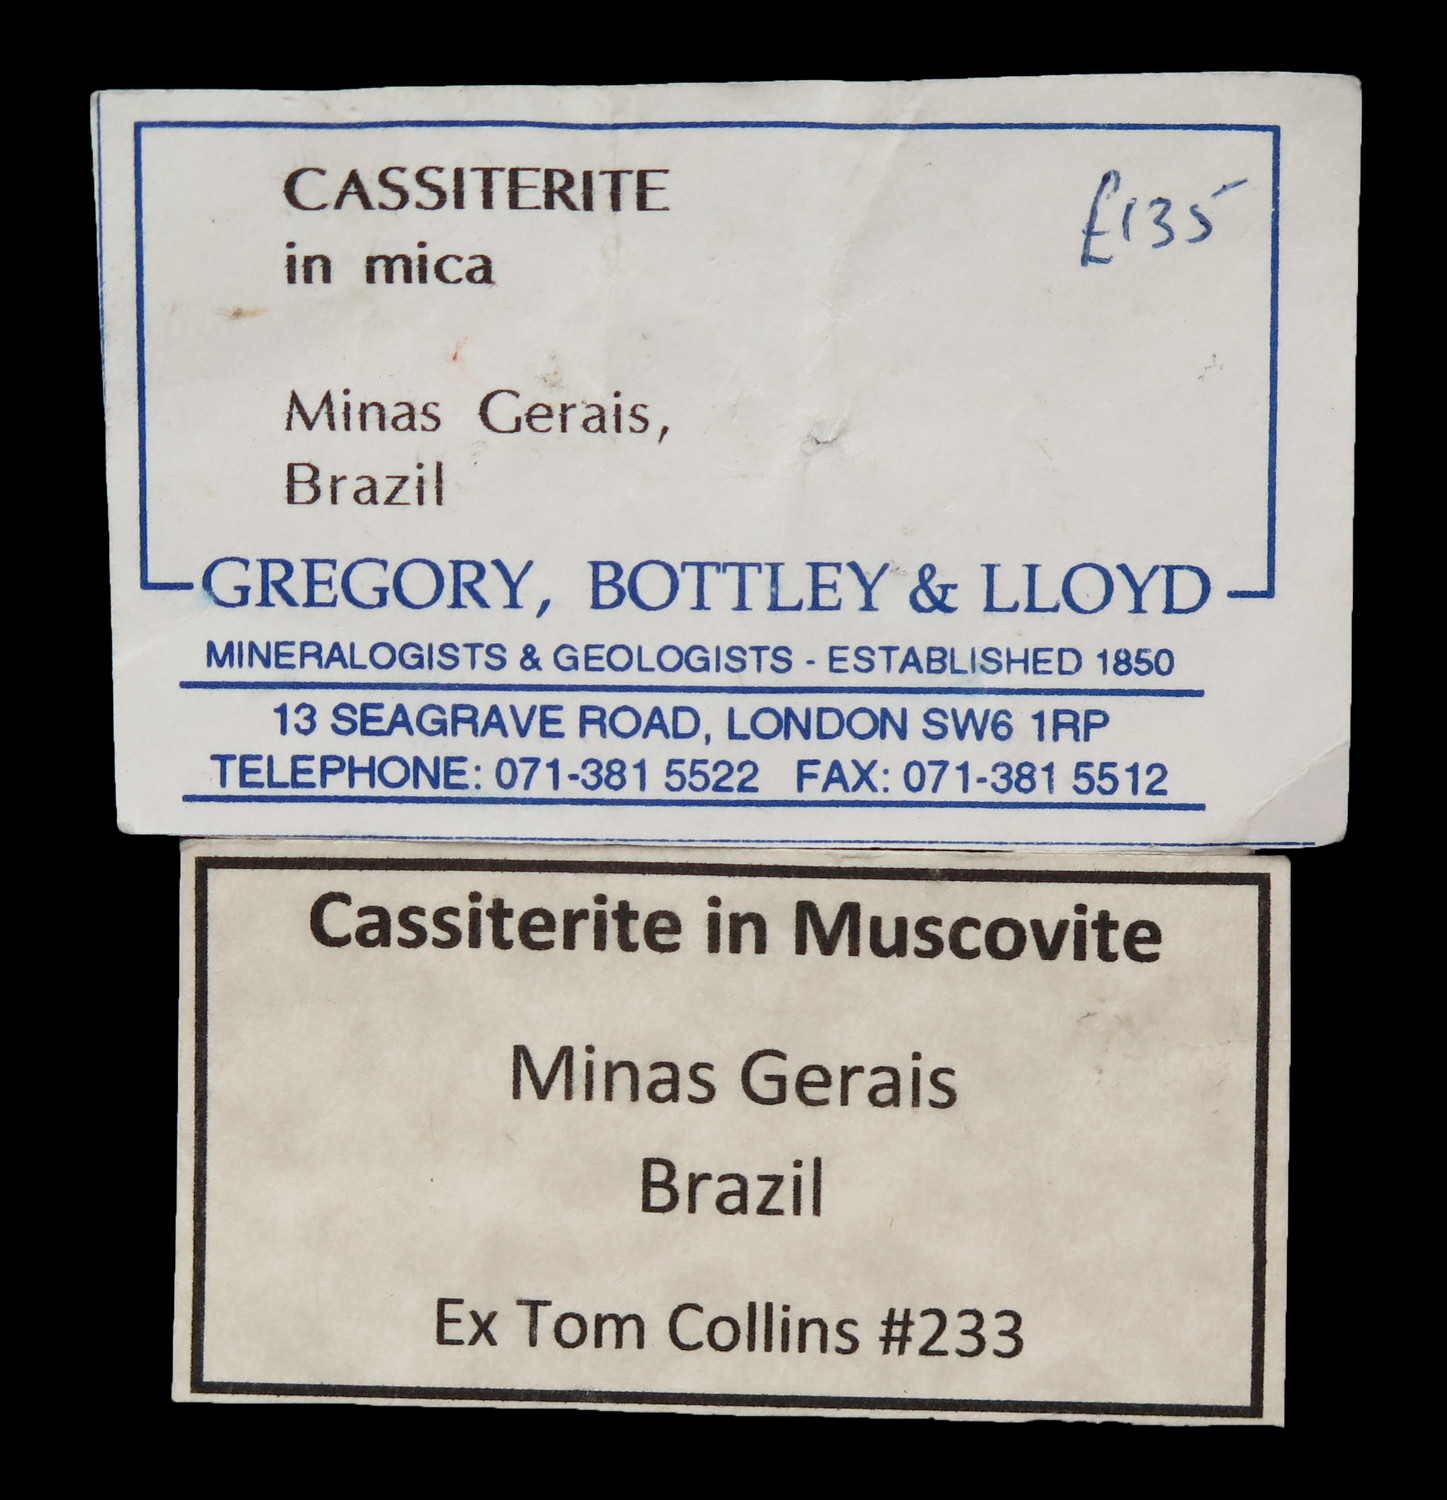 CASSITERITE
in mica
£135
Minas Gerais,
Brazil
GREGORY, BOTTLEY & LLOYD
MINERALOGISTS & GEOLOGISTS - ESTABLISHED 1850
13 SEAGRAVE ROAD, LONDON SW6 1RP
TELEPHONE: 071-381 5522 FAX: 071-381 5512
Cassiterite in Muscovite
Minas Gerais
Brazil
Ex Tom Collins #233